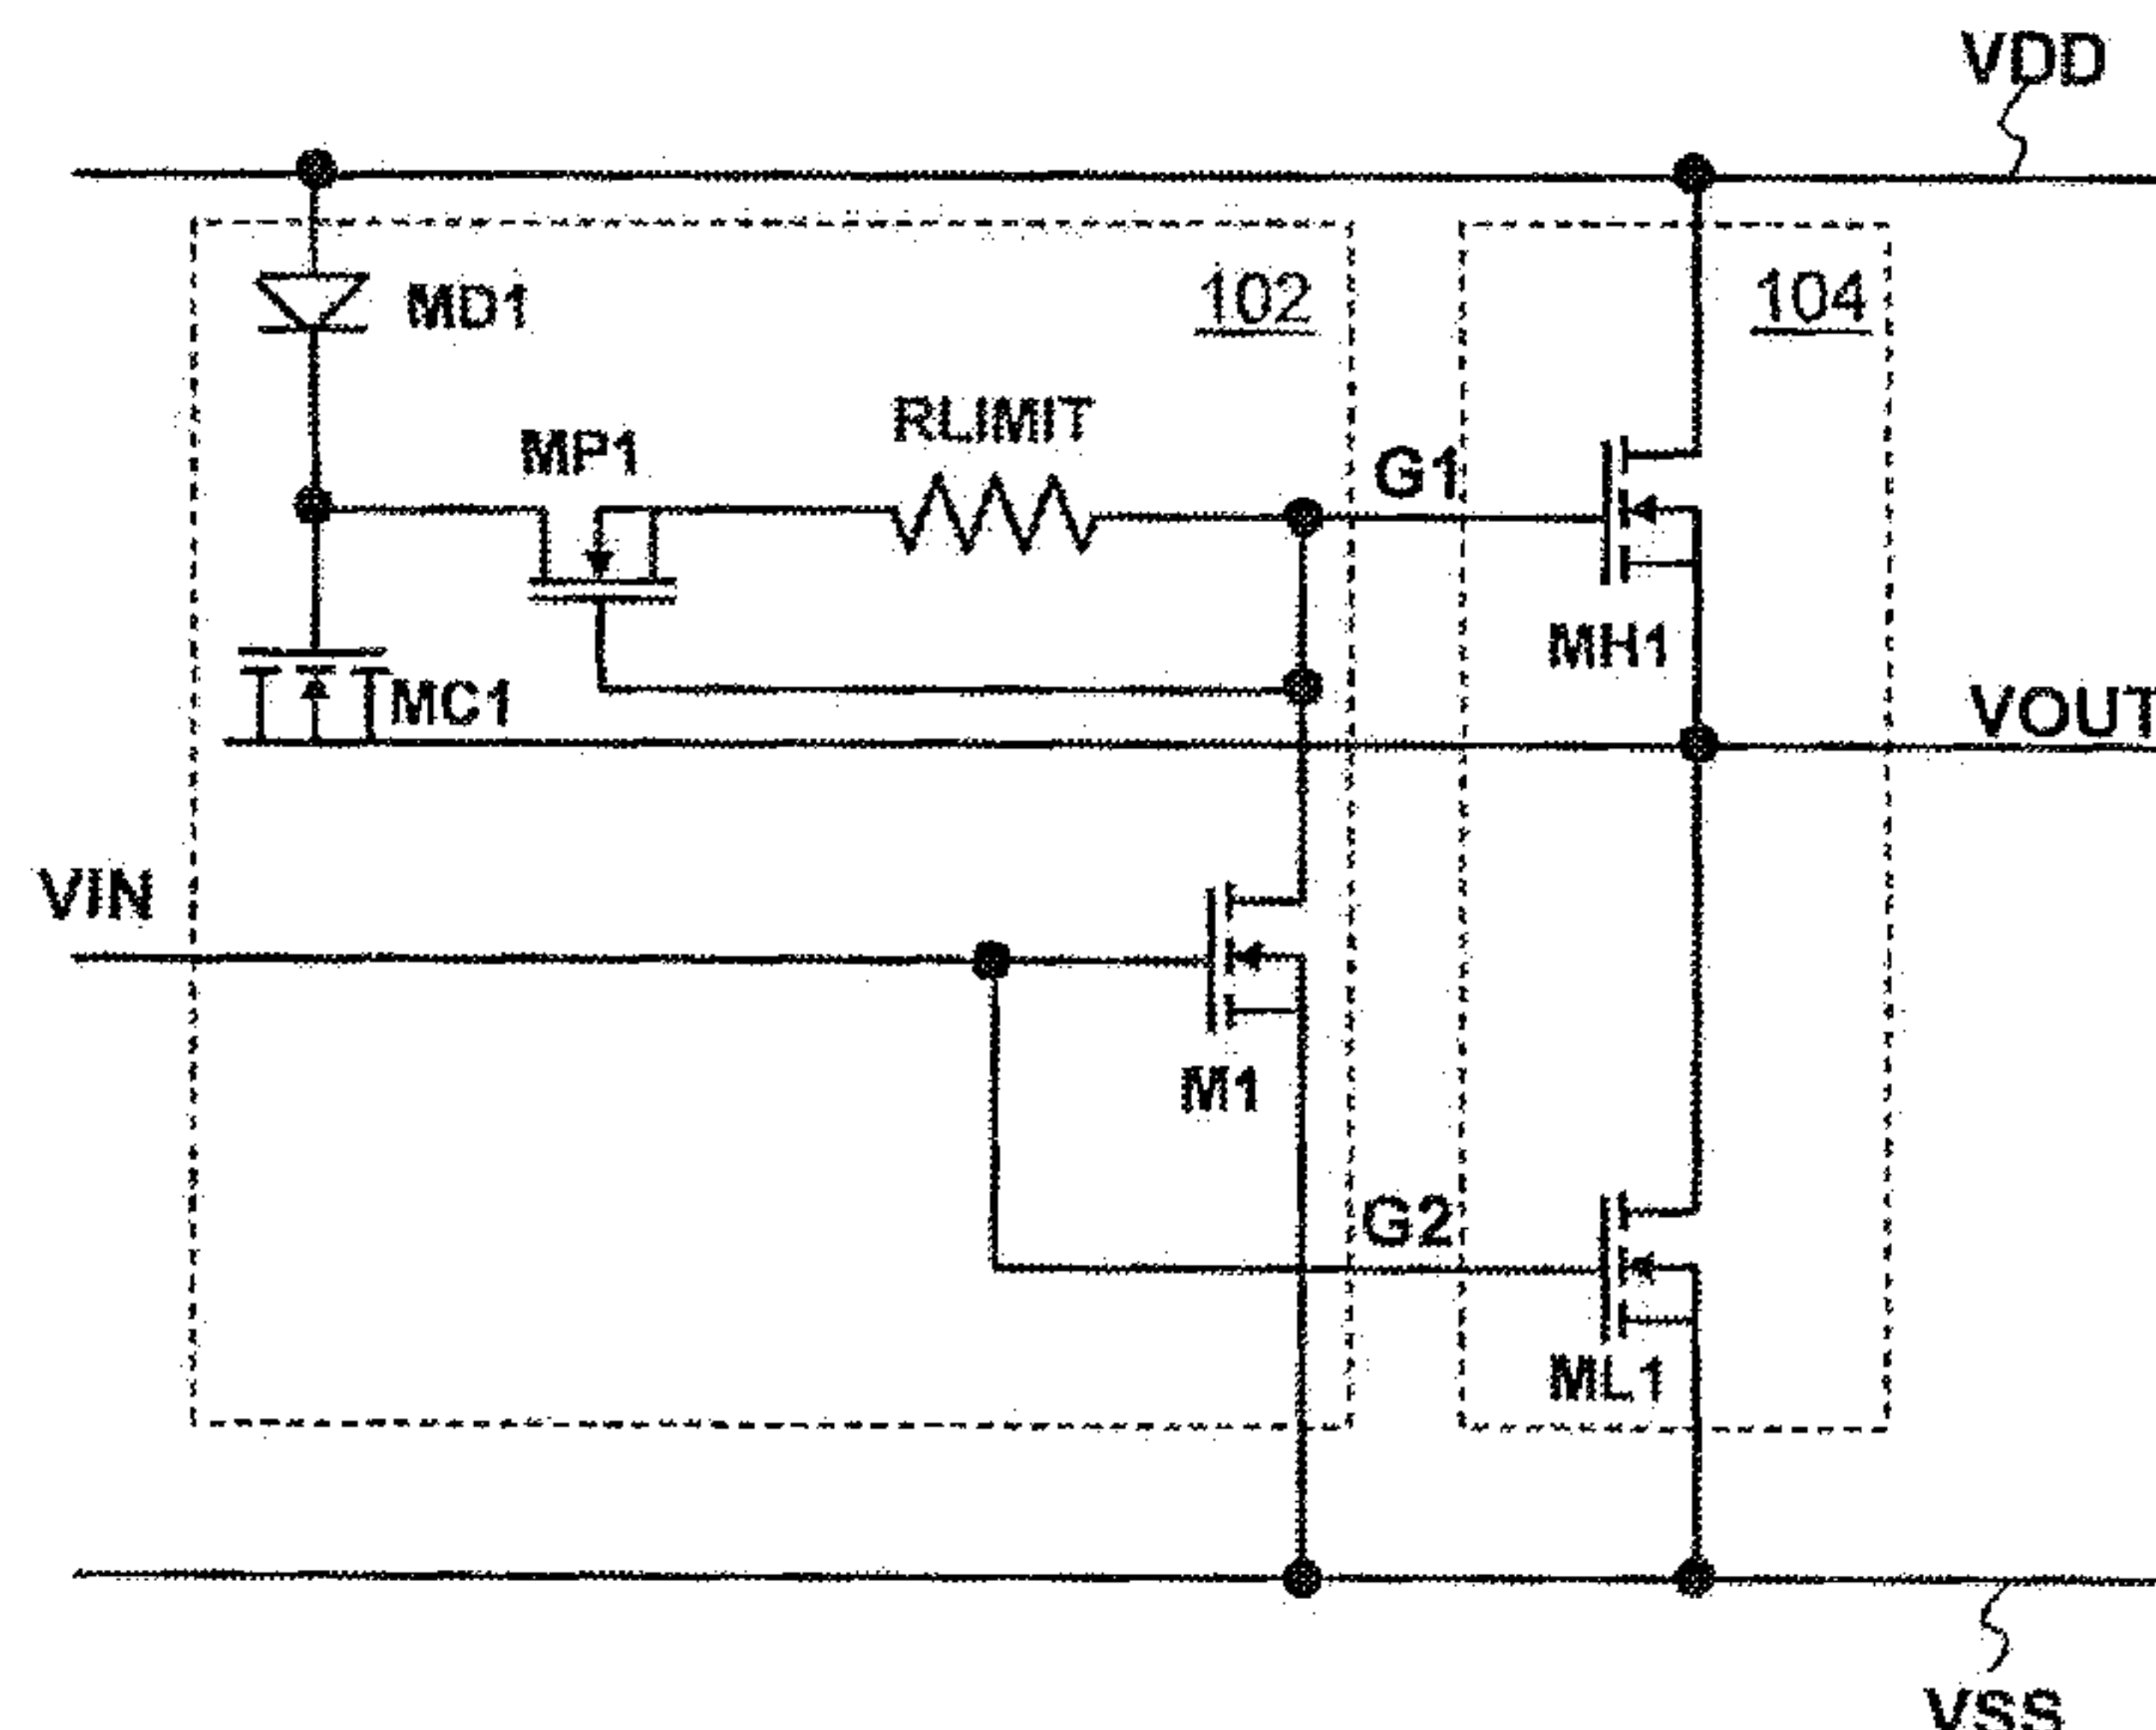 VDD
102
104
MD1
RLIMIT
MP1
G1
MH1
MC1
VOUT
VIN
M1
G2
ML1
VSS